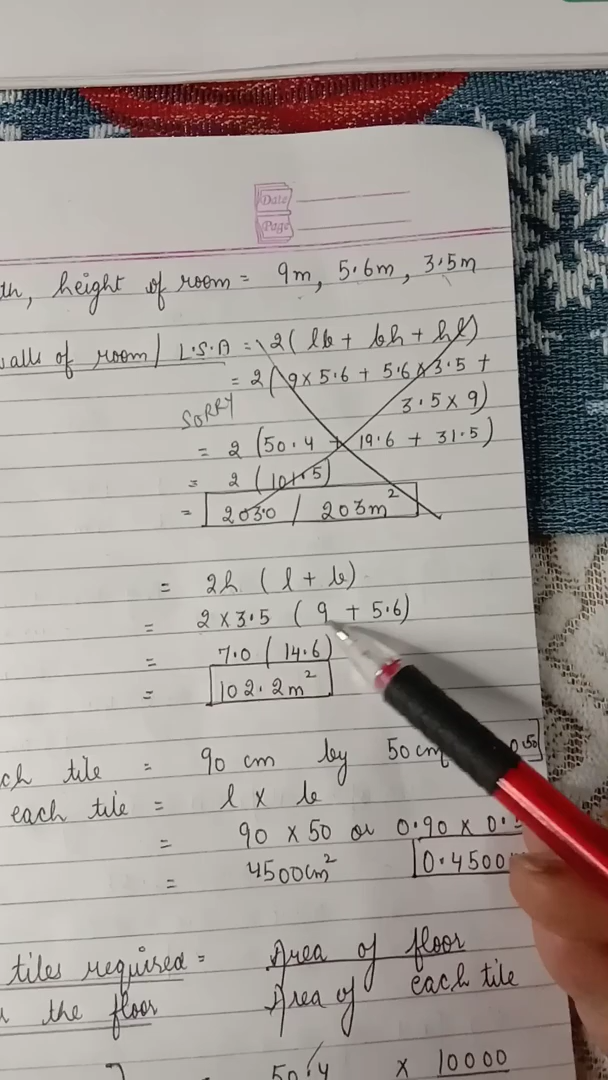 Date
Page
th, height of room = 9m, 5.6m, 3.5m
walls of room / L.S.A = 2(lb + bh + hl)
= 2(9 x 5.6 + 5.6 x 3.5 +
3.5 x 9)
SORRY
= 2 (50.4 + 19.6 + 31.5)
= 2 (101.5)
= 203.0 / 203m²
= 2h (l + b)
= 2 x 3.5 (9 + 5.6)
= 7.0 (14.6)
= 102.2m²
ch tile = 90 cm by 50cm 0.50]
each tile = l x b
= 90 x 50 or 0.90 x 0.5
= 4500cm² 0.4500
tiles required = Area of floor
the floor Area of each tile
50.4 x 10000